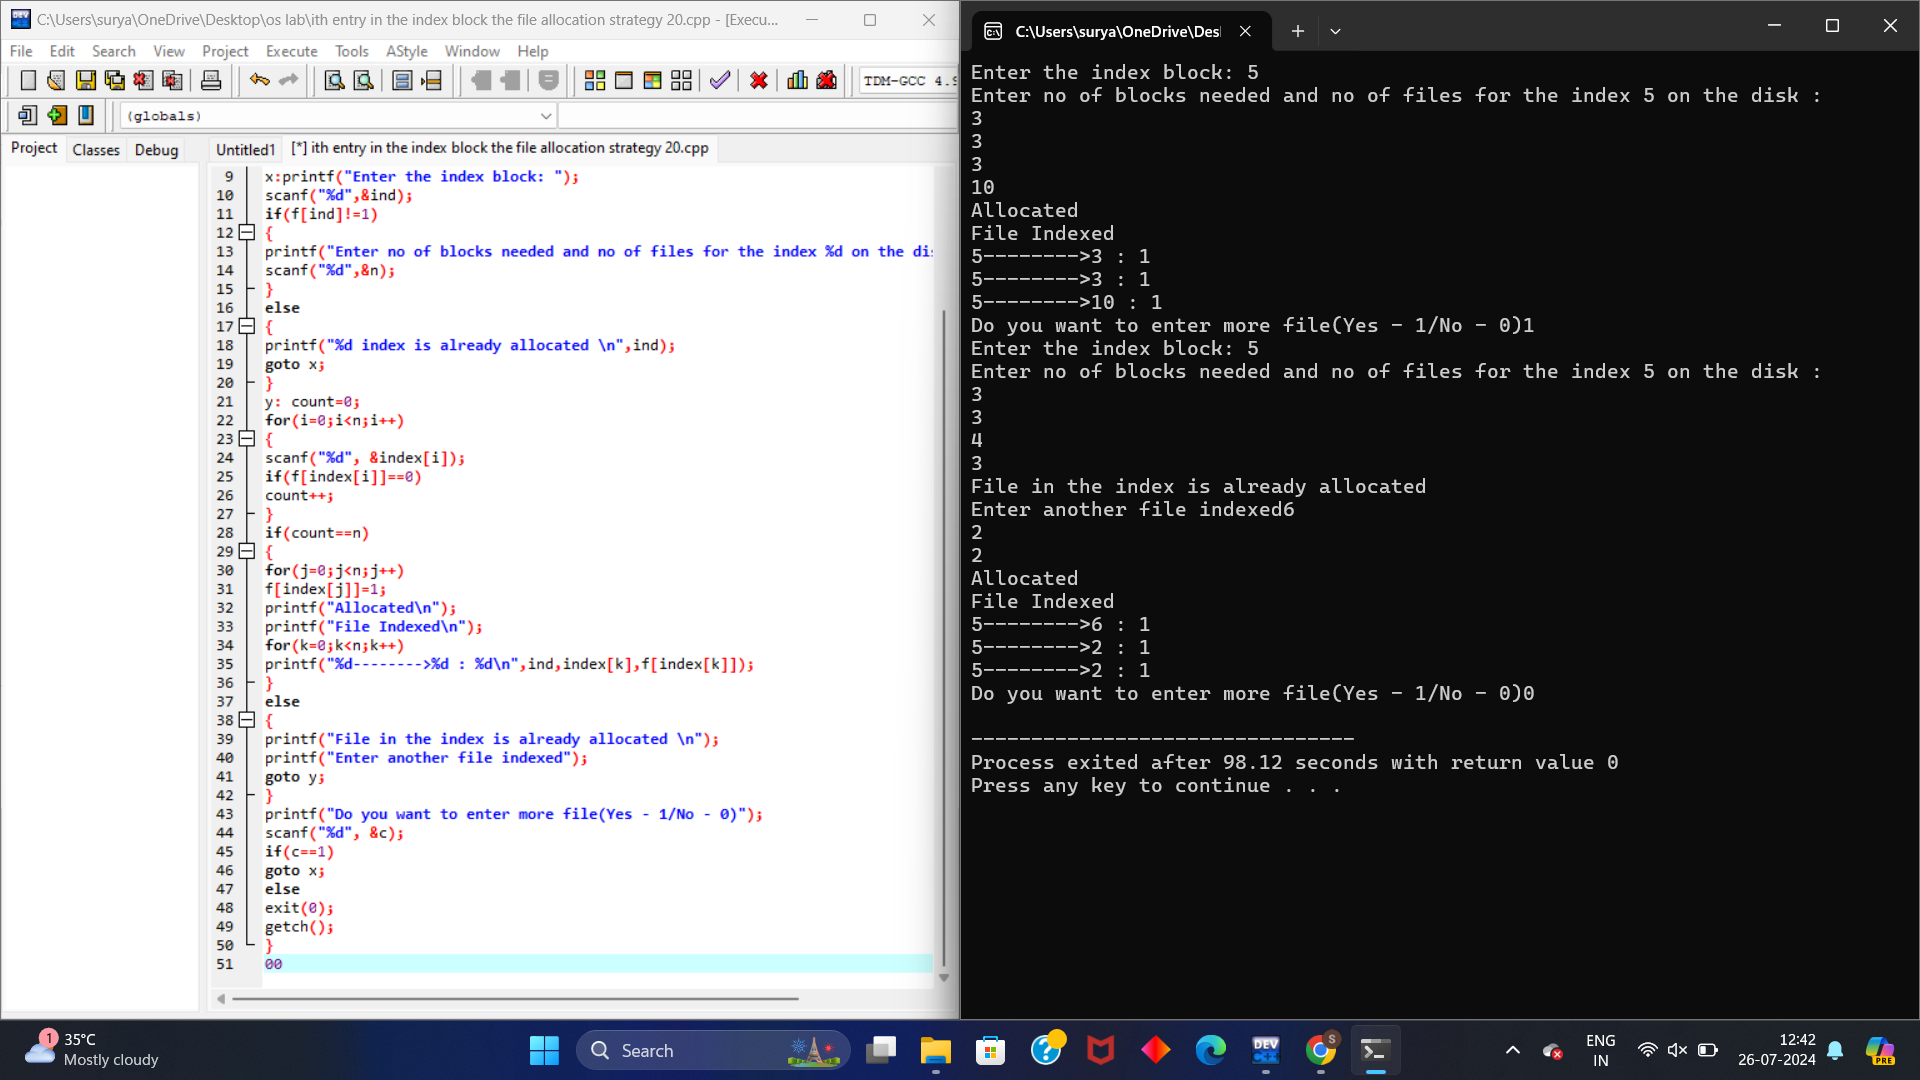 C:\Users\surya\OneDrive\Desktop\os lab\ith entry in the index block the file allocation strategy 20.cpp - [Execu...
File Edit Search View Project Execute Tools AStyle Window Help
TDM-GCC 4.9
(globals)
Project Classes Debug
Untitled1 [*] ith entry in the index block the file allocation strategy 20.cpp
9 x:printf("Enter the index block: ");
10 scanf("%d",&ind);
11 if(f[ind]!=1)
12 {
13 printf("Enter no of blocks needed and no of files for the index %d on the di
14 scanf("%d",&n);
15 }
16 else
17 {
18 printf("%d index is already allocated \n",ind);
19 goto x;
20 }
21 y: count=0;
22 for(i=0;i<n;i++)
23 {
24 scanf("%d", &index[i]);
25 if(f[index[i]]==0)
26 count++;
27 }
28 if(count==n)
29 {
30 for(j=0;j<n;j++)
31 f[index[j]]=1;
32 printf("Allocated\n");
33 printf("File Indexed\n");
34 for(k=0;k<n;k++)
35 printf("%d-------->%d : %d\n",ind,index[k],f[index[k]]);
36 }
37 else
38 {
39 printf("File in the index is already allocated \n");
40 printf("Enter another file indexed");
41 goto y;
42 }
43 printf("Do you want to enter more file(Yes - 1/No - 0)");
44 scanf("%d", &c);
45 if(c==1)
46 goto x;
47 else
48 exit(0);
49 getch();
50 }
51 00
C:\Users\surya\OneDrive\Des
Enter the index block: 5
Enter no of blocks needed and no of files for the index 5 on the disk :
3
3
3
10
Allocated
File Indexed
5-------->3 : 1
5-------->3 : 1
5-------->10 : 1
Do you want to enter more file(Yes - 1/No - 0)1
Enter the index block: 5
Enter no of blocks needed and no of files for the index 5 on the disk :
3
3
4
3
File in the index is already allocated
Enter another file indexed6
2
2
Allocated
File Indexed
5-------->6 : 1
5-------->2 : 1
5-------->2 : 1
Do you want to enter more file(Yes - 1/No - 0)0
--------------------------------
Process exited after 98.12 seconds with return value 0
Press any key to continue . . .
1
35°C
Mostly cloudy
Search
DEV C++
S
ENG
IN
12:42
26-07-2024
PRE